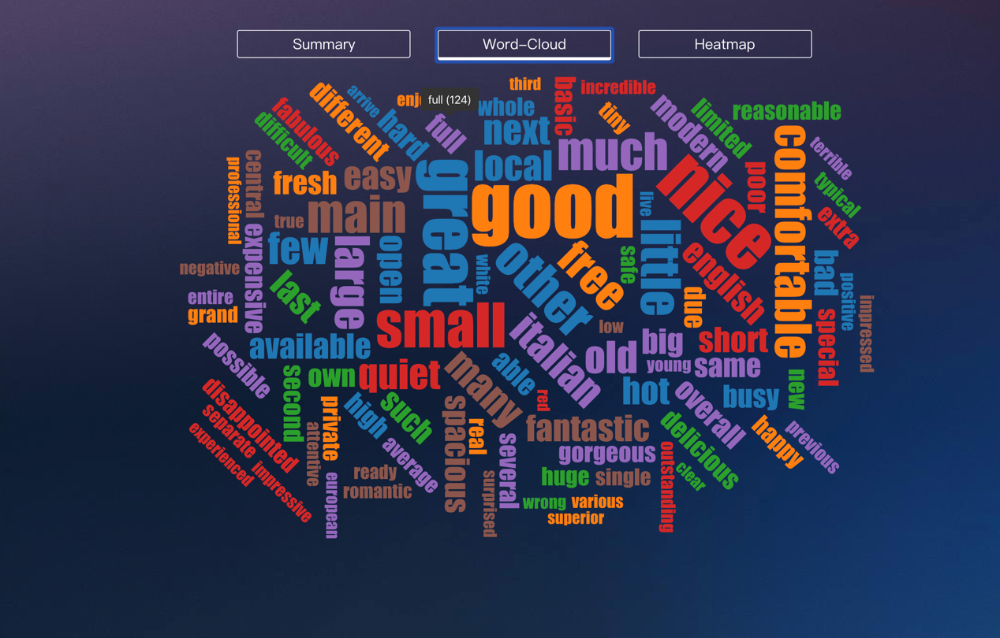 Summary
Word-Cloud
Heatmap
third
basic
incredible
different
arrive
full (124)
whole
tiny
modern
limited
reasonable
fabulous
difficult
hard
full
next
much
comfortable
terrible
professional
central
fresh
easy
great
local
good
nice
poor
typical
extra
true
main
live
little
few
expensive
large
open
white
other
free
safe
english
bad
positive
impressed
negative
last
entire
grand
due
special
small
low
available
italian
old
big
short
young
same
possible
own
quiet
many
able
hot
overall
busy
new
second
disappointed
separate
experienced
impressive
private
attentive
high
such
spacious
real
red
fantastic
delicious
happy
previous
average
several
gorgeous
outstanding
clear
european
ready
romantic
surprised
huge
single
wrong
various
superior